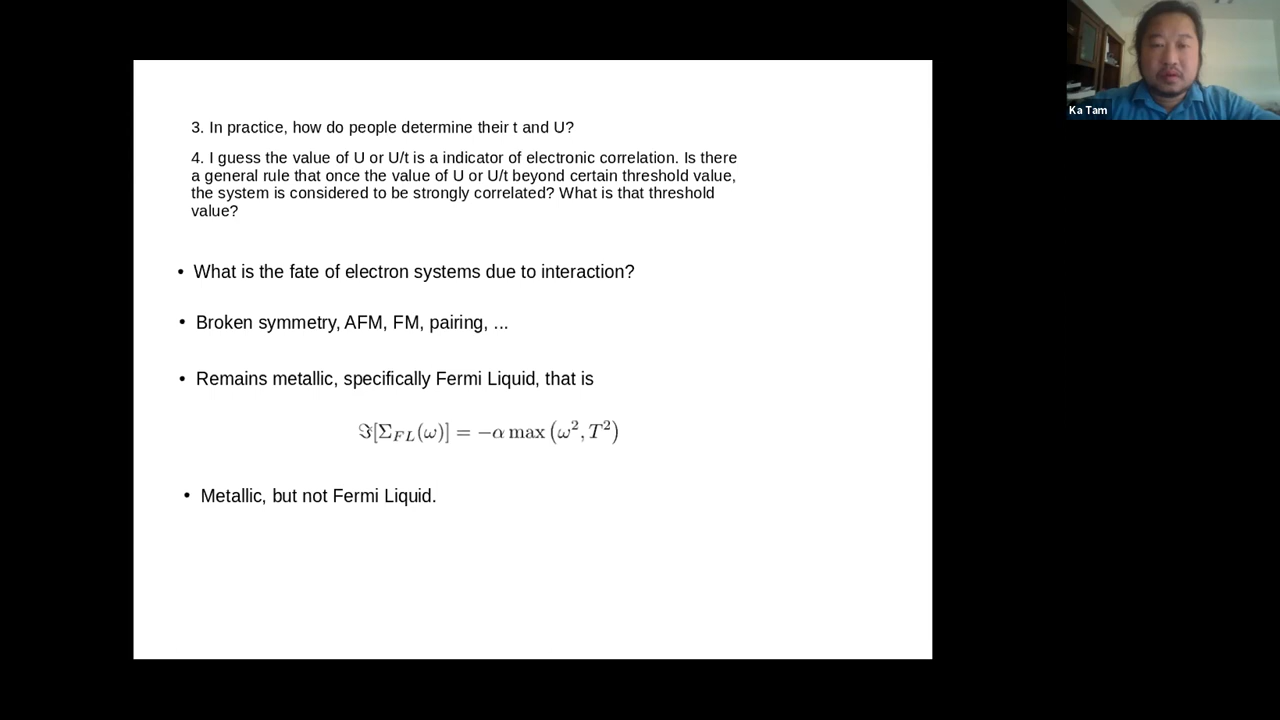 3. In practice, how do people determine their t and U?
4. I guess the value of U or U/t is a indicator of electronic correlation. Is there
a general rule that once the value of U or U/t beyond certain threshold value,
the system is considered to be strongly correlated? What is that threshold
value?
• What is the fate of electron systems due to interaction?
• Broken symmetry, AFM, FM, pairing, ...
• Remains metallic, specifically Fermi Liquid, that is
ℑ[Σ_{FL}(ω)] = −α max (ω², T²)
• Metallic, but not Fermi Liquid.
Ka Tam